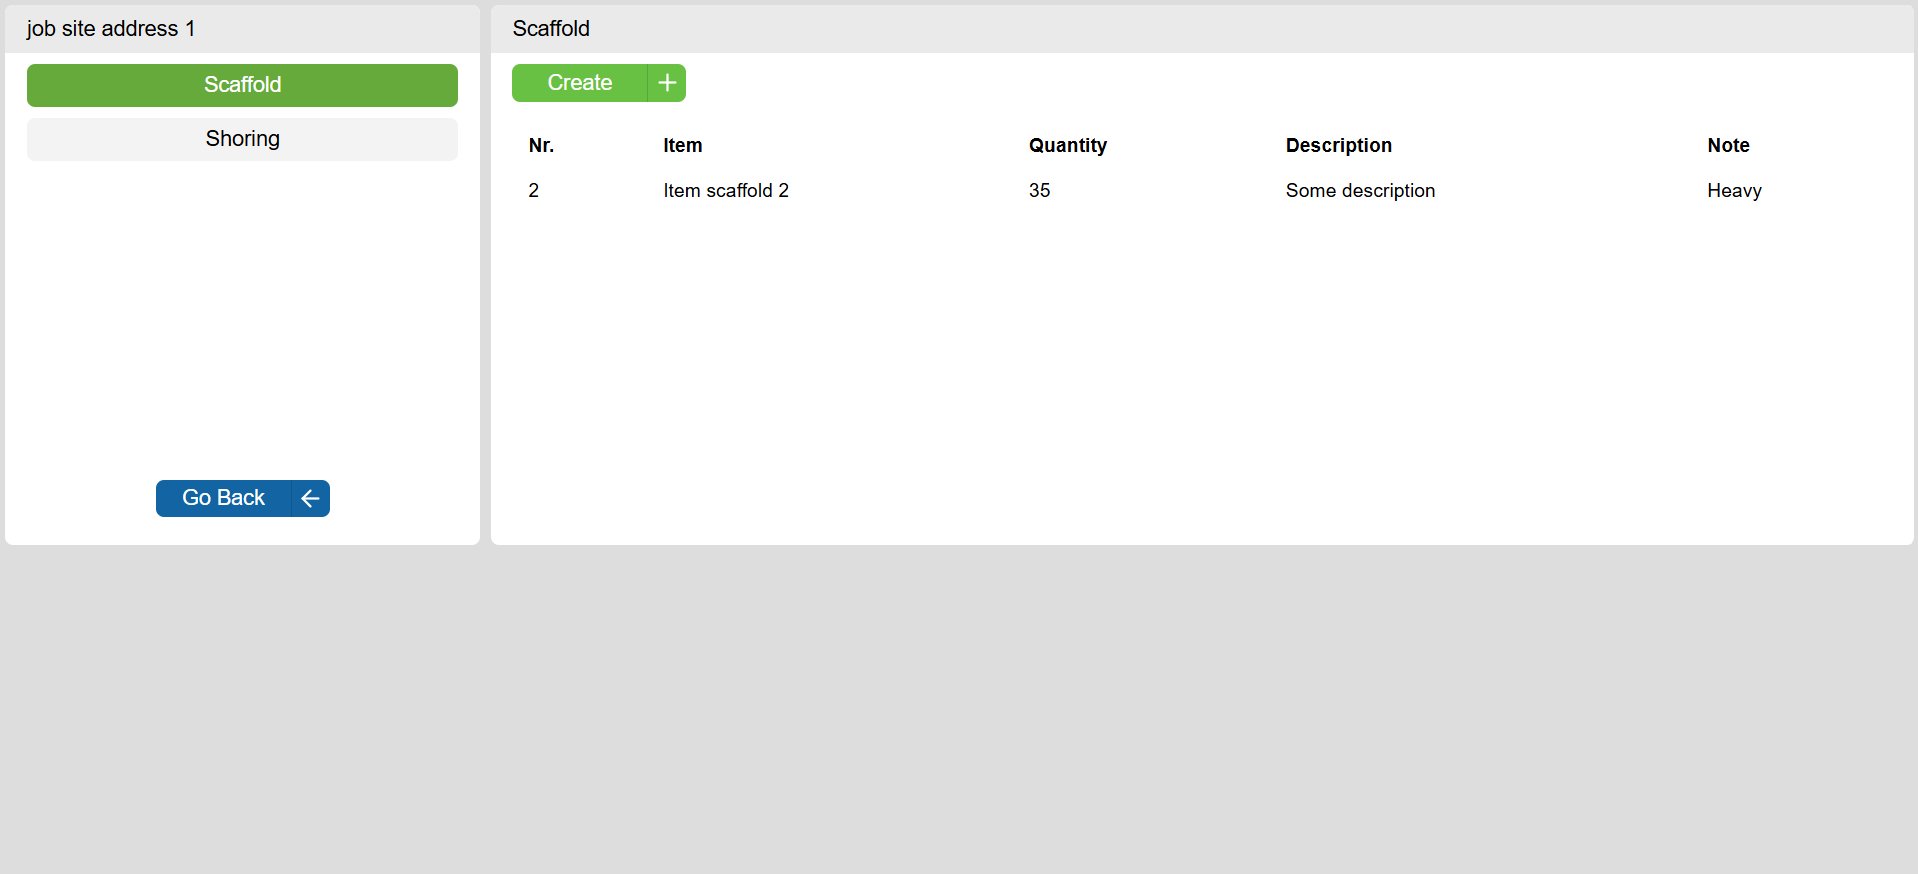 job site address 1
Scaffold
Shoring
Go Back
Scaffold
Create
Nr. Item Quantity Description Note
2 Item scaffold 2 35 Some description Heavy